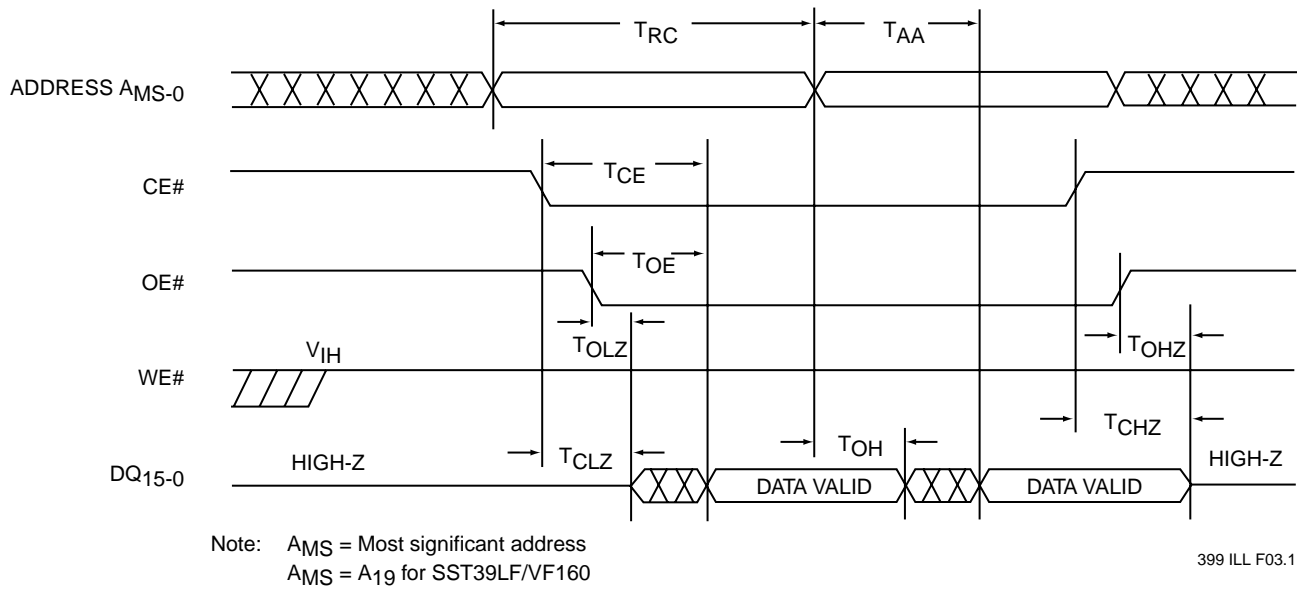 TRC TAA
ADDRESS AMS-0
TCE
CE#
TOE
OE#
TOLZ TOHZ
VIH
WE#
TCHZ
TOH
HIGH-Z TCLZ HIGH-Z
DQ15-0 DATA VALID DATA VALID
Note: AMS = Most significant address
AMS = A19 for SST39LF/VF160
399 ILL F03.1